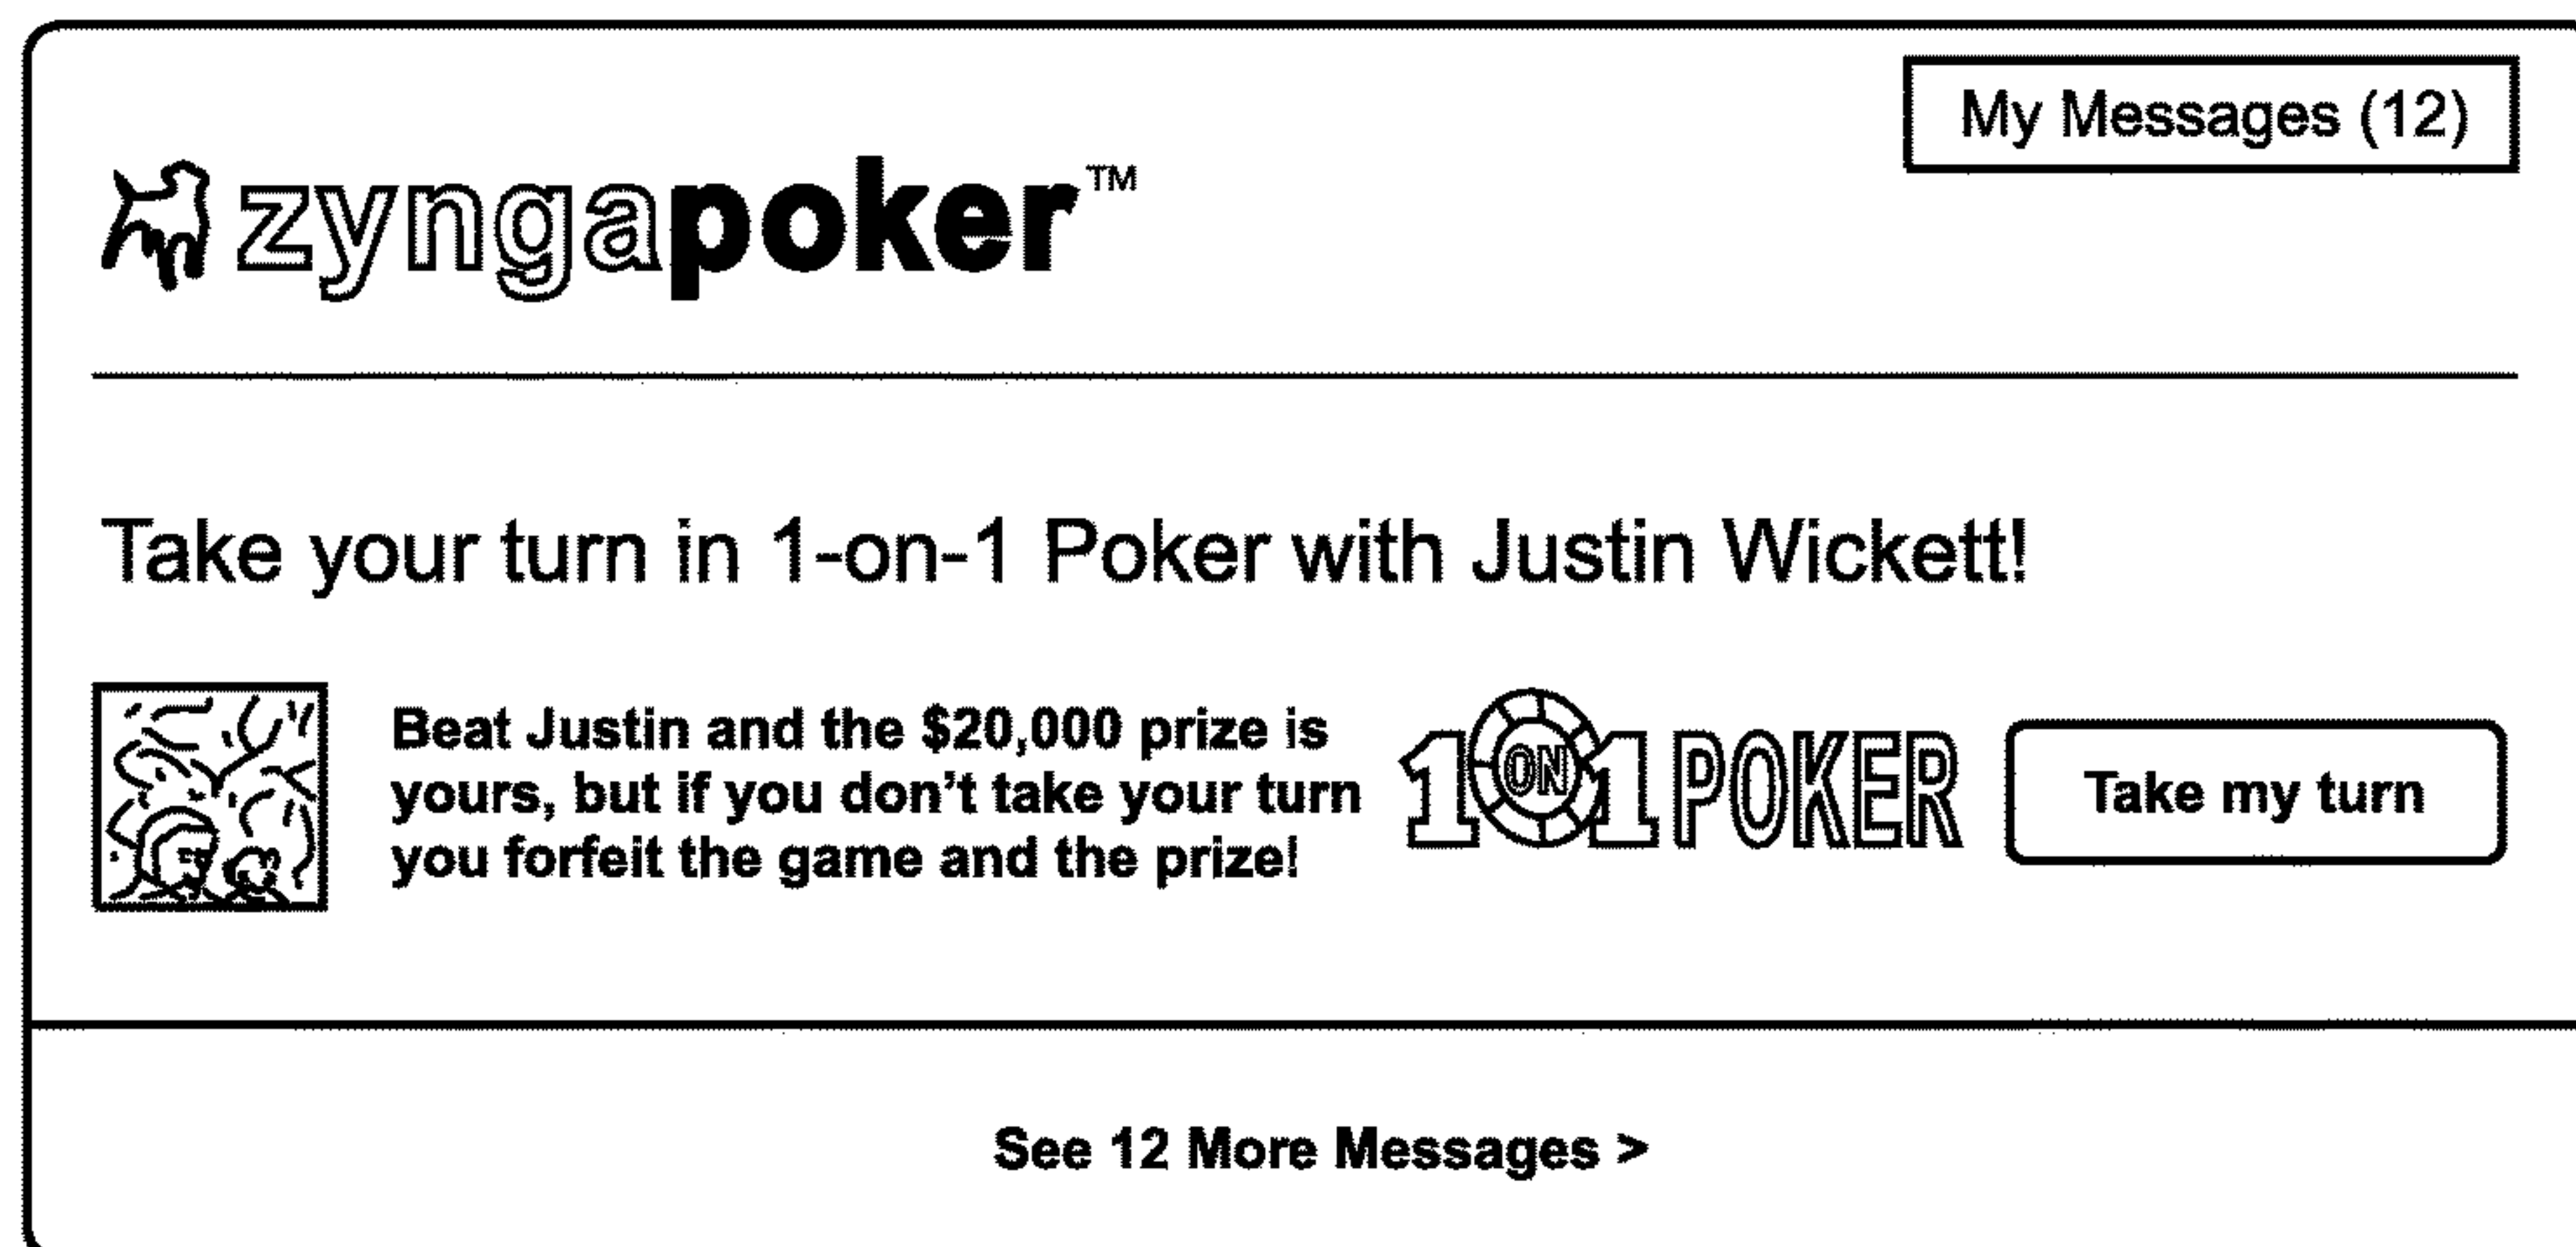 My Messages (12)
zyngapoker™
Take your turn in 1-on-1 Poker with Justin Wickett!
Beat Justin and the $20,000 prize is
yours, but if you don't take your turn
you forfeit the game and the prize!
1 ON 1 POKER
Take my turn
See 12 More Messages >